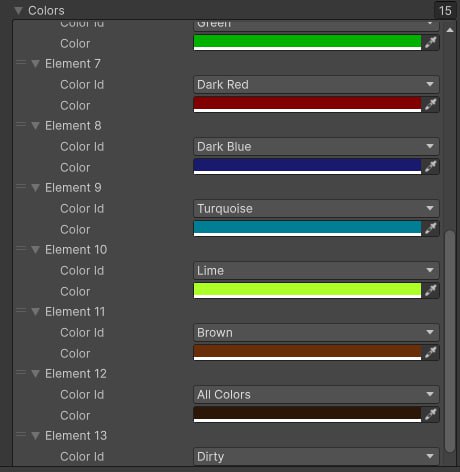 Colors 15
Color Id Green
Color
Element 7
Color Id Dark Red
Color
Element 8
Color Id Dark Blue
Color
Element 9
Color Id Turquoise
Color
Element 10
Color Id Lime
Color
Element 11
Color Id Brown
Color
Element 12
Color Id All Colors
Color
Element 13
Color Id Dirty